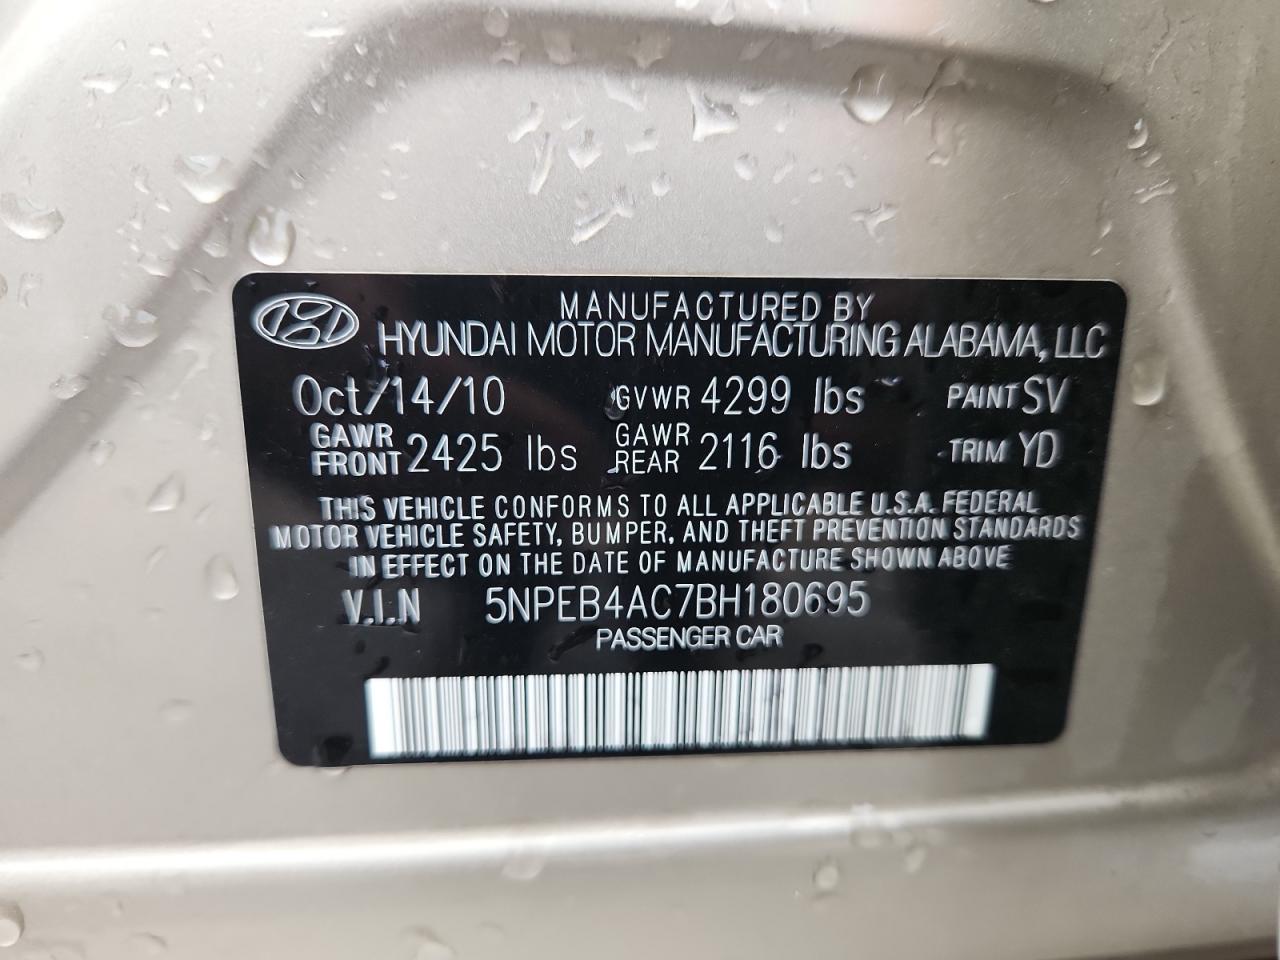 MANUFACTURED BY
HYUNDAI MOTOR MANUFACTURING ALABAMA, LLC
Oct/14/10 GVWR 4299 lbs PAINT SV
GAWR FRONT 2425 lbs GAWR REAR 2116 lbs TRIM YD
THIS VEHICLE CONFORMS TO ALL APPLICABLE U.S.A. FEDERAL
MOTOR VEHICLE SAFETY, BUMPER, AND THEFT PREVENTION STANDARDS
IN EFFECT ON THE DATE OF MANUFACTURE SHOWN ABOVE
V.I.N 5NPEB4AC7BH180695
PASSENGER CAR